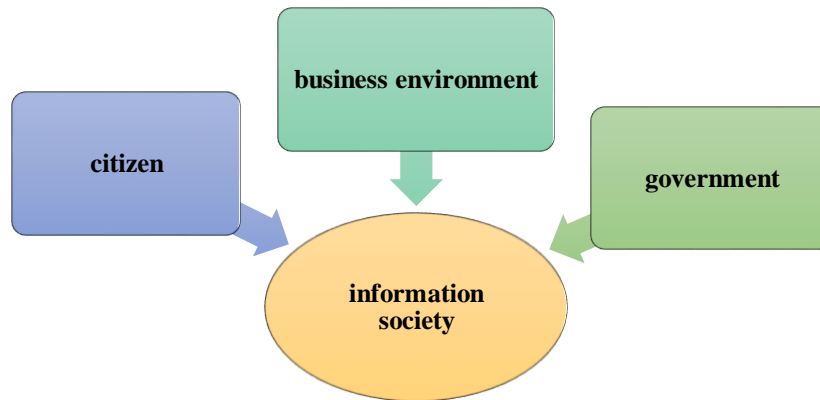 business environment
citizen
government
information
society